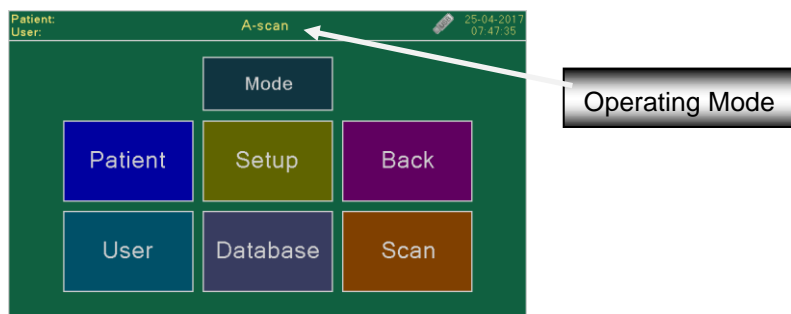 Patient:
User:
A-scan
25-04-2017
07:47:35
Mode
Operating Mode
Patient
Setup
Back
User
Database
Scan